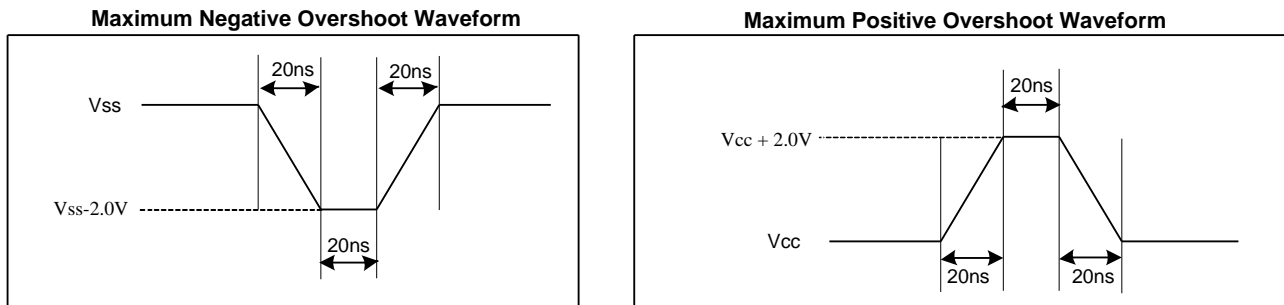 Maximum Negative Overshoot Waveform
20ns
20ns
Vss
Vss-2.0V
20ns
Maximum Positive Overshoot Waveform
20ns
Vcc + 2.0V
Vcc
20ns
20ns